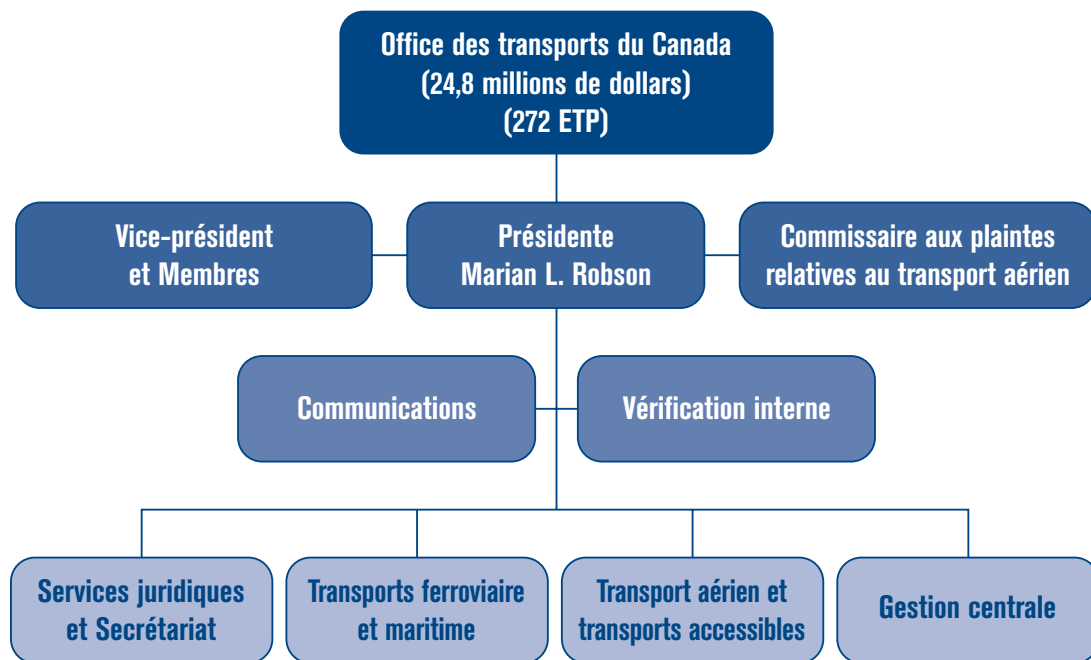 Office des transports du Canada
(24,8 millions de dollars)
(272 ETP)
Vice-président
et Membres
Présidente
Marian L. Robson
Commissaire aux plaintes
relatives au transport aérien
Communications
Vérification interne
Services juridiques
et Secrétariat
Transports ferroviaire
et maritime
Transport aérien et
transports accessibles
Gestion centrale